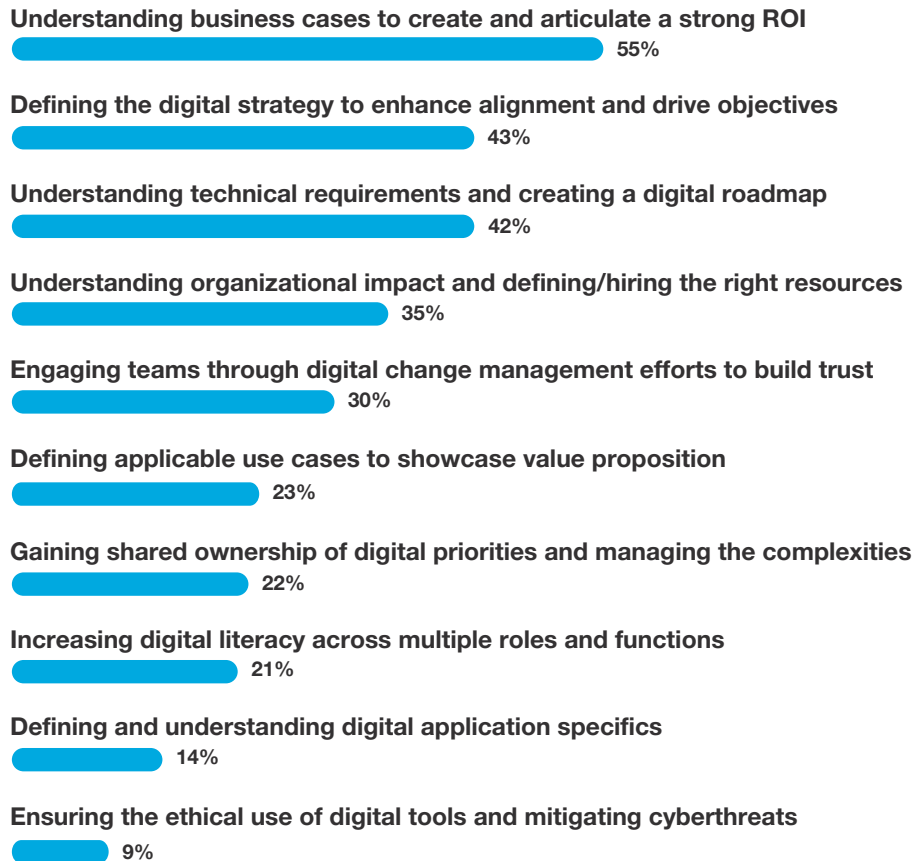 Understanding business cases to create and articulate a strong ROI
55%
Defining the digital strategy to enhance alignment and drive objectives
43%
Understanding technical requirements and creating a digital roadmap
42%
Understanding organizational impact and defining/hiring the right resources
35%
Engaging teams through digital change management efforts to build trust
30%
Defining applicable use cases to showcase value proposition
23%
Gaining shared ownership of digital priorities and managing the complexities
22%
Increasing digital literacy across multiple roles and functions
21%
Defining and understanding digital application specifics
14%
Ensuring the ethical use of digital tools and mitigating cyberthreats
9%